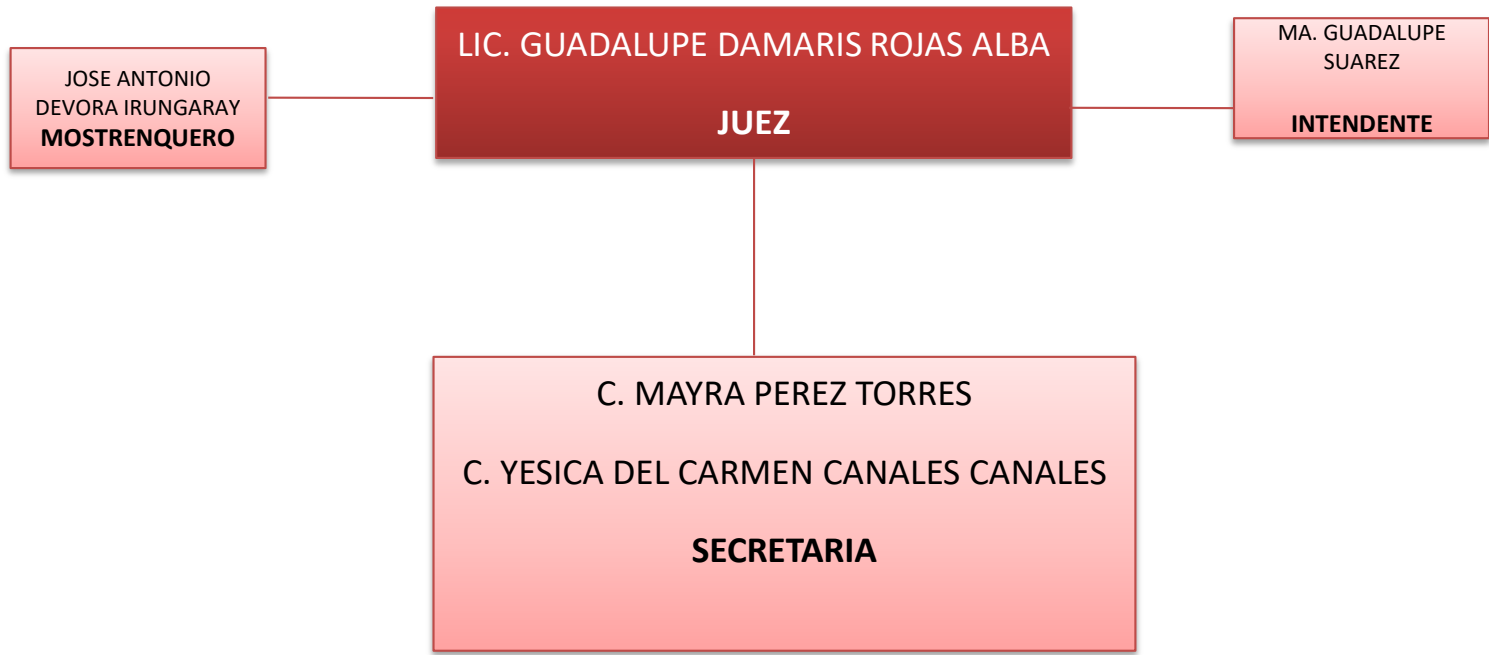 JOSE ANTONIO
DEVORA IRUNGARAY
MOSTRENQUERO
LIC. GUADALUPE DAMARIS ROJAS ALBA
JUEZ
MA. GUADALUPE
SUAREZ
INTENDENTE
C. MAYRA PEREZ TORRES
C. YESICA DEL CARMEN CANALES CANALES
SECRETARIA